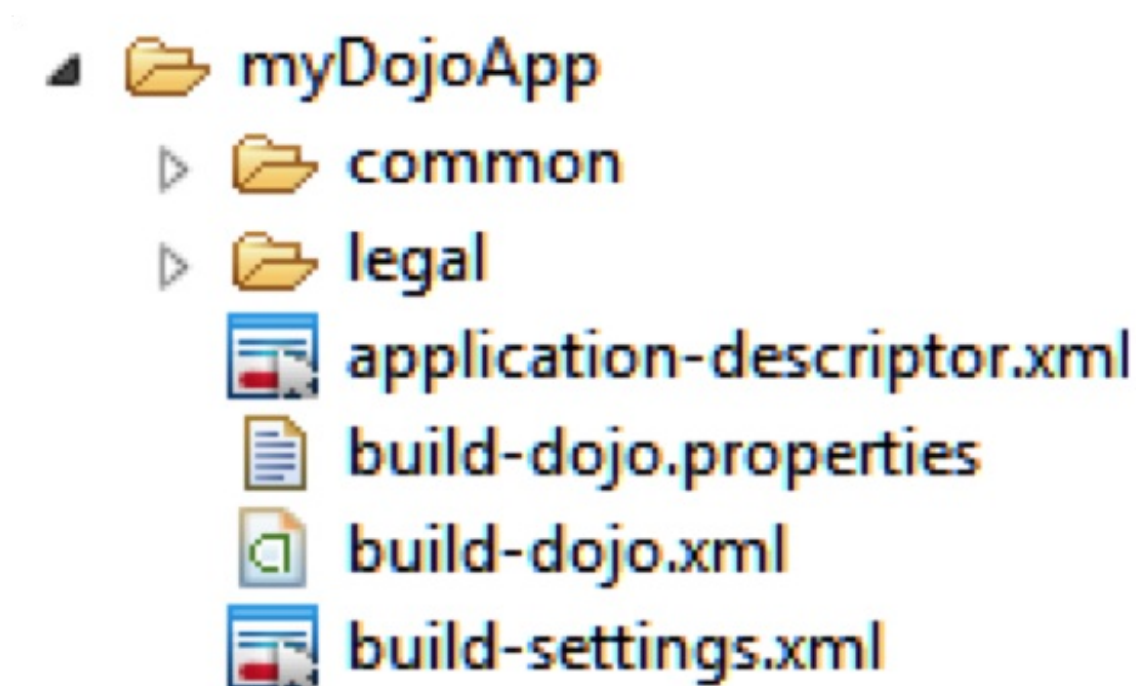 myDojoApp
common
legal
application-descriptor.xml
build-dojo.properties
build-dojo.xml
build-settings.xml